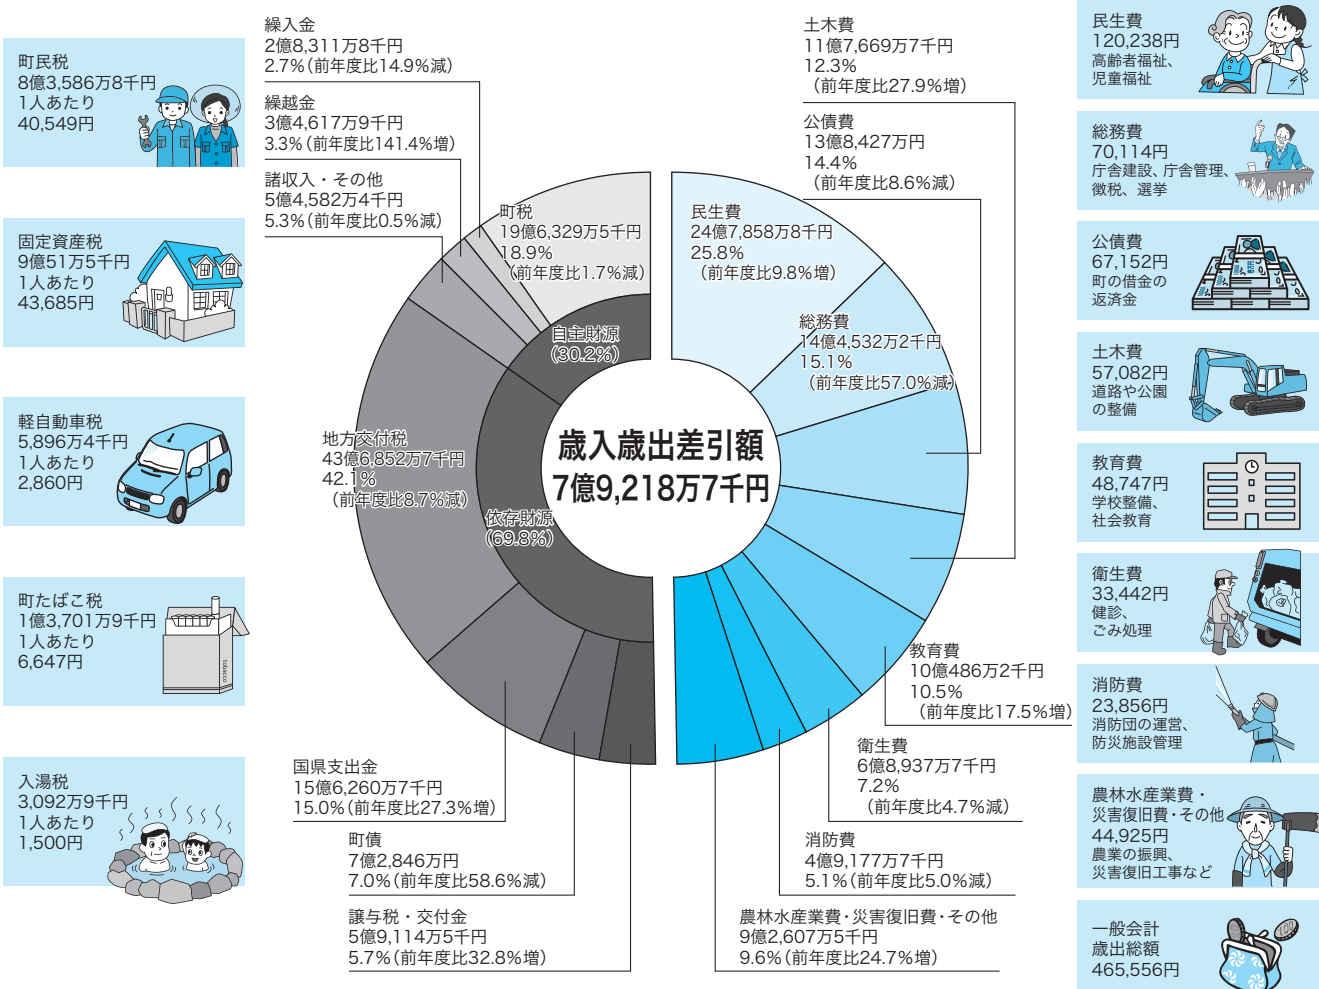 町民税
8億3,586万8千円
1人あたり
40,549円
固定資産税
9億51万5千円
1人あたり
43,685円
軽自動車税
5,896万4千円
1人あたり
2,860円
町たばこ税
1億3,701万9千円
1人あたり
6,647円
tobacco
入湯税
3,092万9千円
1人あたり
1,500円
繰入金
2億8,311万8千円
2.7%(前年度比14.9%減)
繰越金
3億4,617万9千円
3.3%(前年度比141.4%増)
諸収入・その他
5億4,582万4千円
5.3%(前年度比0.5%減)
町税
19億6,329万5千円
18.9%
(前年度比1.7%減)
自主財源
(30.2%)
地方交付税
43億6,852万7千円
42.1%
(前年度比8.7%減)
依存財源
(69.8%)
国県支出金
15億6,260万7千円
15.0%(前年度比27.3%増)
町債
7億2,846万円
7.0%(前年度比58.6%減)
譲与税・交付金
5億9,114万5千円
5.7%(前年度比32.8%増)
歳入歳出差引額
7億9,218万7千円
土木費
11億7,669万7千円
12.3%
(前年度比27.9%増)
公債費
13億8,427万円
14.4%
(前年度比8.6%減)
民生費
24億7,858万8千円
25.8%
(前年度比9.8%増)
総務費
14億4,532万2千円
15.1%
(前年度比57.0%減)
教育費
10億486万2千円
10.5%
(前年度比17.5%増)
衛生費
6億8,937万7千円
7.2%
(前年度比4.7%減)
消防費
4億9,177万7千円
5.1%(前年度比5.0%減)
農林水産業費・災害復旧費・その他
9億2,607万5千円
9.6%(前年度比24.7%増)
民生費
120,238円
高齢者福祉、
児童福祉
総務費
70,114円
庁舎建設、庁舎管理、
徴税、選挙
公債費
67,152円
町の借金の
返済金
土木費
57,082円
道路や公園
の整備
教育費
48,747円
学校整備、
社会教育
衛生費
33,442円
健診、
ごみ処理
消防費
23,856円
消防団の運営、
防災施設管理
農林水産業費・
災害復旧費・その他
44,925円
農業の振興、
災害復旧工事など
一般会計
歳出総額
465,556円